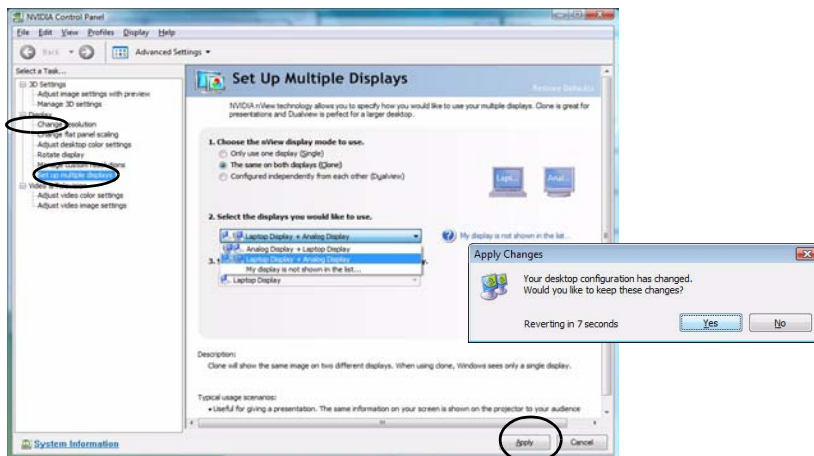 NVIDIA Control Panel
File Edit View Profiles Display Help
Back Advanced Settings
Select a Task...
3D Settings
Adjust image settings with preview
Manage 3D settings
Display
Change resolution
Change flat panel scaling
Adjust desktop color settings
Rotate display
Manage custom resolutions
Set up multiple displays
Video & Television
Adjust video color settings
Adjust video image settings
System Information
Set Up Multiple Displays
Restore Defaults
NVIDIA nView technology allows you to specify how you would like to use your multiple displays. Clone is great for
presentations and Dualview is perfect for a larger desktop.
1. Choose the nView display mode to use.
Only use one display (Single)
The same on both displays (Clone)
Configured independently from each other (Dualview)
Lapt... Anal...
2. Select the displays you would like to use.
Laptop Display + Analog Display
My display is not shown in the list...
Analog Display + Laptop Display
Laptop Display + Analog Display
My display is not shown in the list...
3.
Laptop Display
Description:
Clone will show the same image on two different displays. When using clone, Windows sees only a single display.
Typical usage scenarios:
• Useful for giving a presentation. The same information on your screen is shown on the projector to your audience
Apply Cancel
Apply Changes
Your desktop configuration has changed.
Would you like to keep these changes?
Reverting in 7 seconds
Yes No